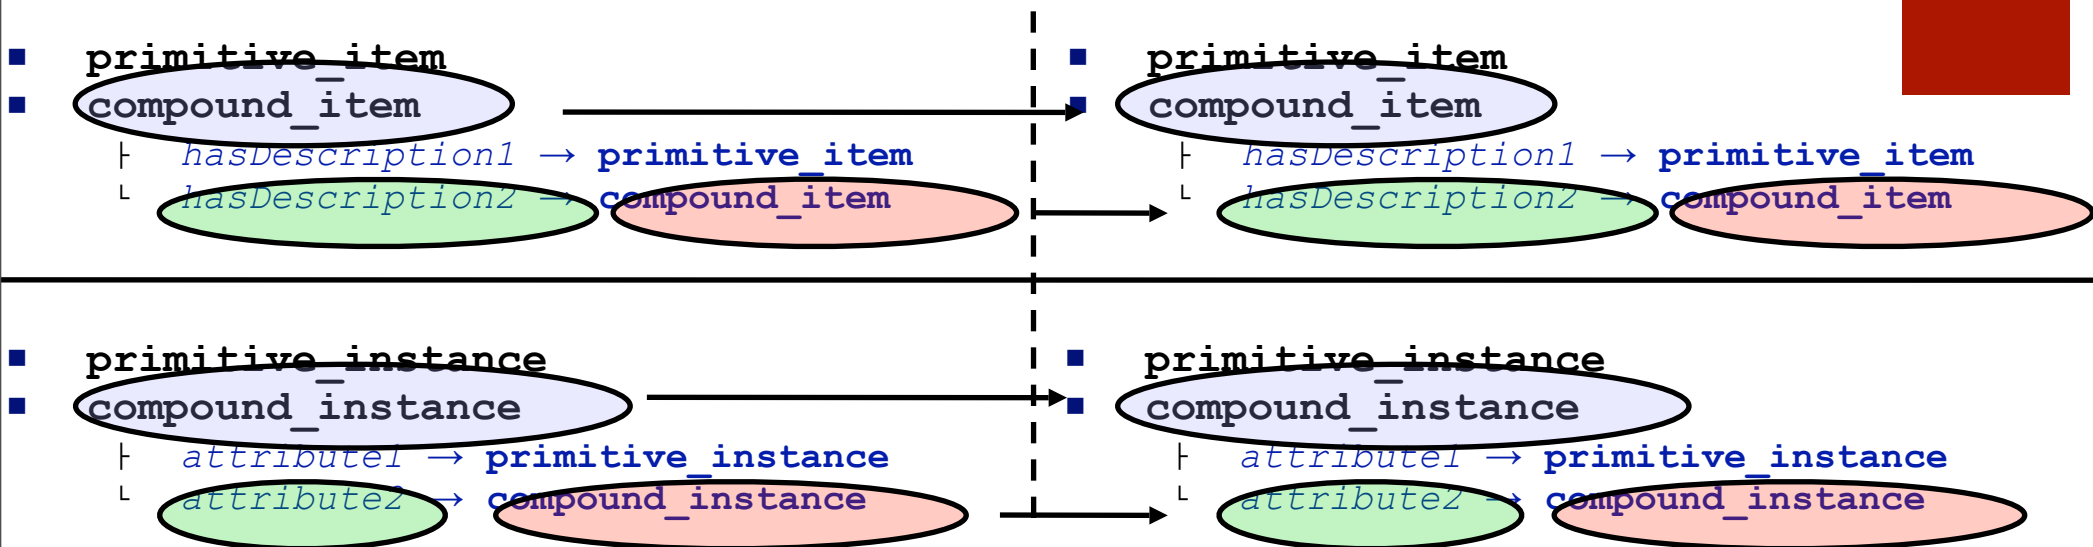 ■ primitive_item
■ compound_item
├ hasDescription1 → primitive_item
└ hasDescription2 → compound_item
■ primitive_item
■ compound_item
├ hasDescription1 → primitive_item
└ hasDescription2 → compound_item
■ primitive_instance
■ compound_instance
├ attribute1 → primitive_instance
└ attribute2 → compound_instance
■ primitive_instance
■ compound_instance
├ attribute1 → primitive_instance
└ attribute2 → compound_instance